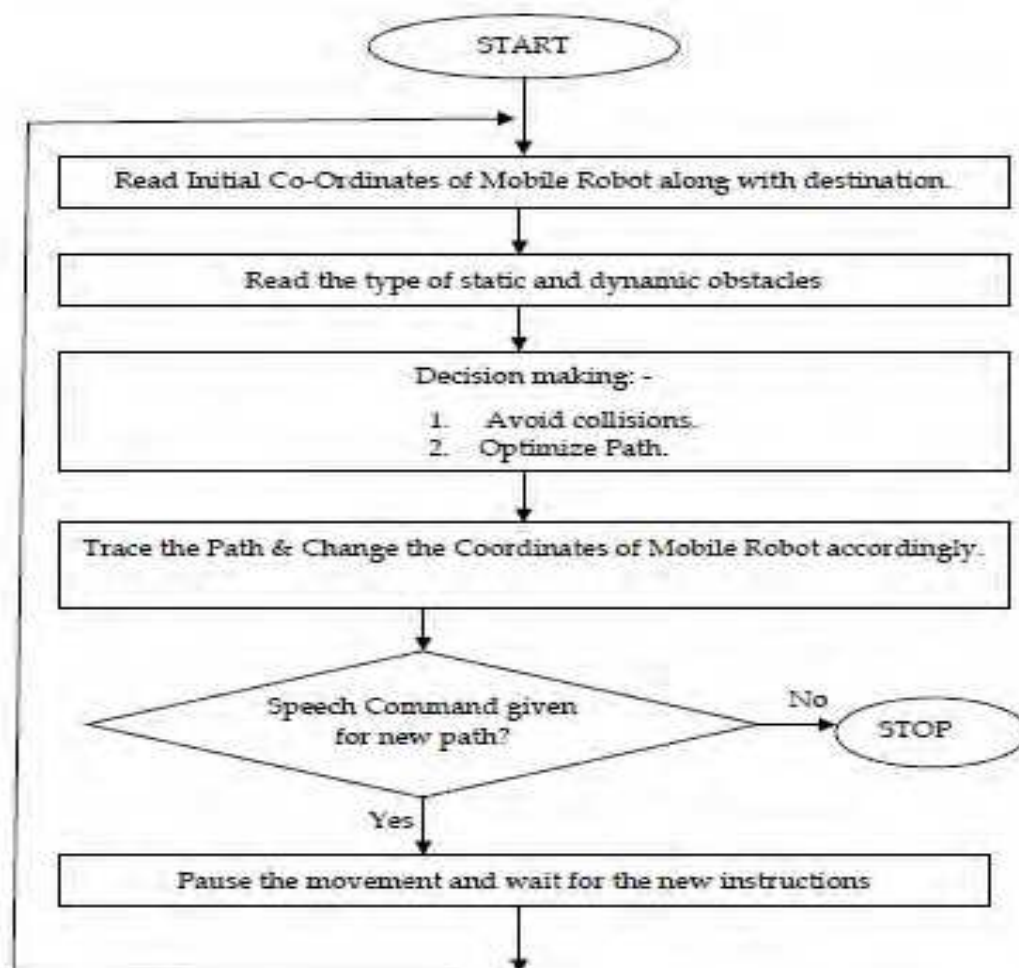 START
Read Initial Co-Ordinates of Mobile Robot along with destination.
Read the type of static and dynamic obstacles
Decision making: -
1. Avoid collisions.
2. Optimize Path.
Trace the Path & Change the Coordinates of Mobile Robot accordingly.
Speech Command given
for new path?
No
STOP
Yes
Pause the movement and wait for the new instructions